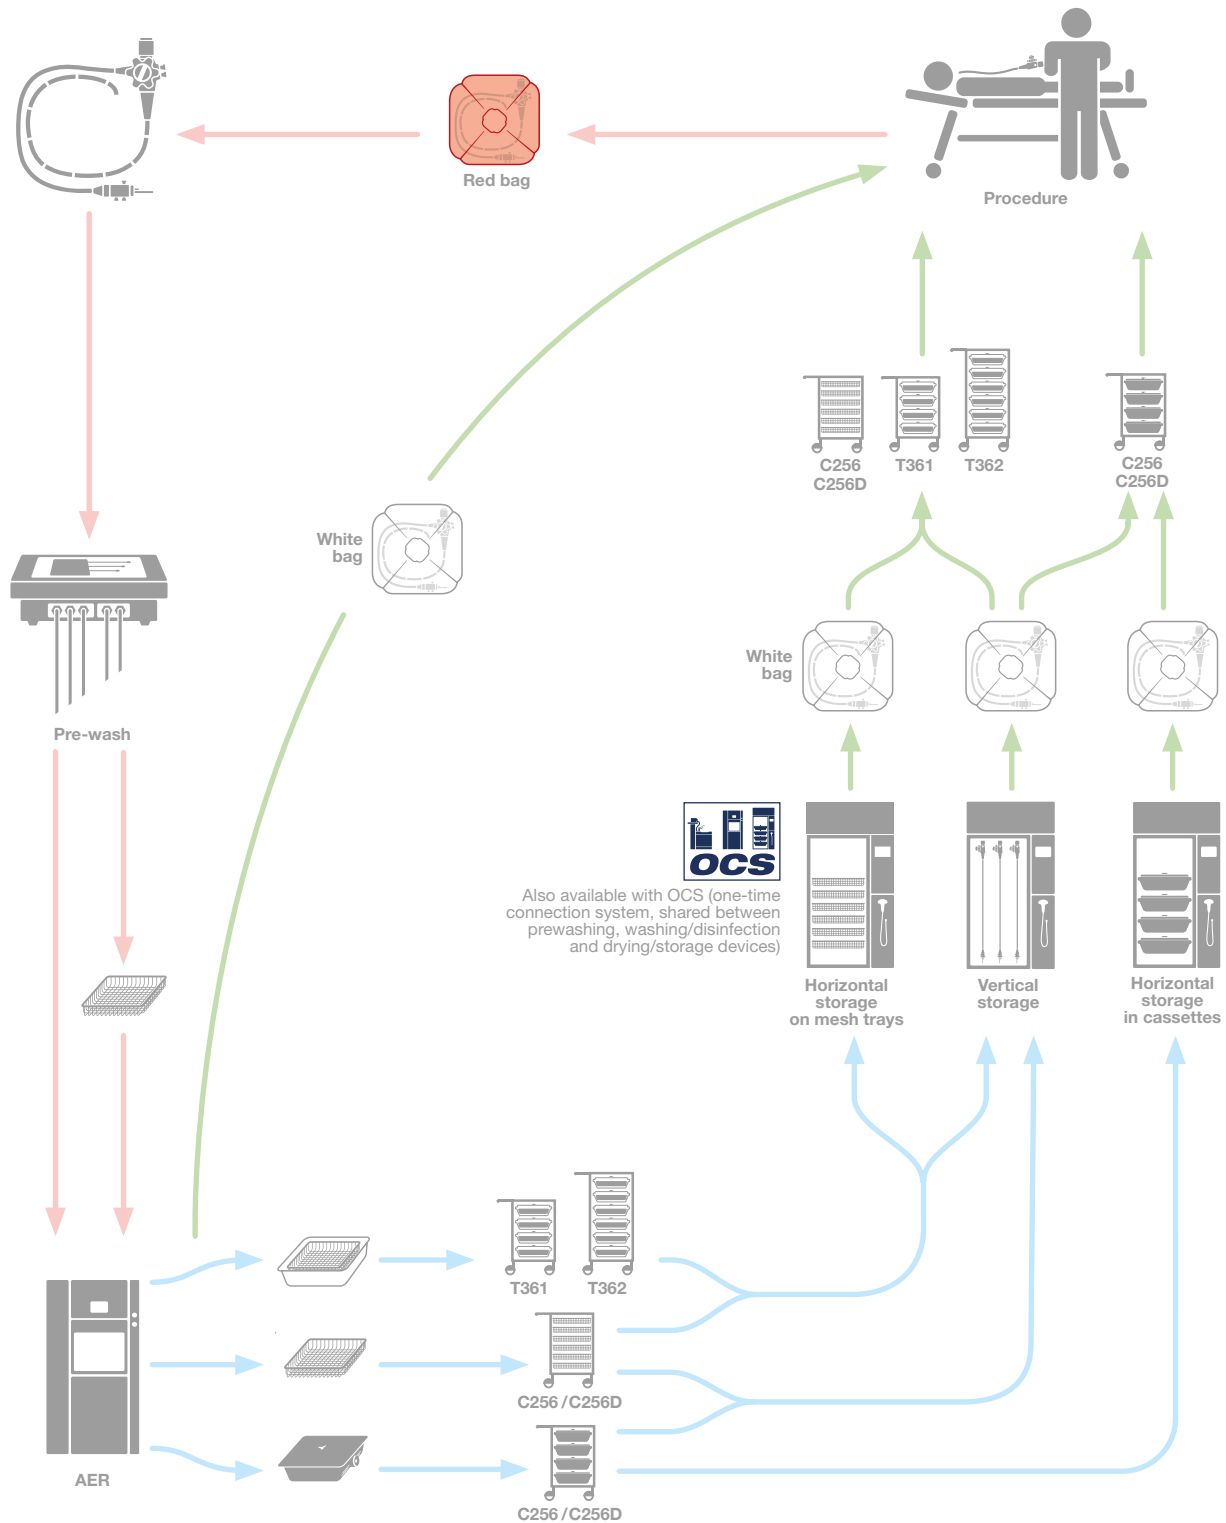 Red bag
Procedure
C256
C256D
T361
T362
C256
C256D
White
bag
White
bag
Pre-wash
OCS
Also available with OCS (one-time
connection system, shared between
prewashing, washing/disinfection
and drying/storage devices)
Horizontal
storage
on mesh trays
Vertical
storage
Horizontal
storage
in cassettes
T361
T362
C256 / C256D
AER
C256 / C256D